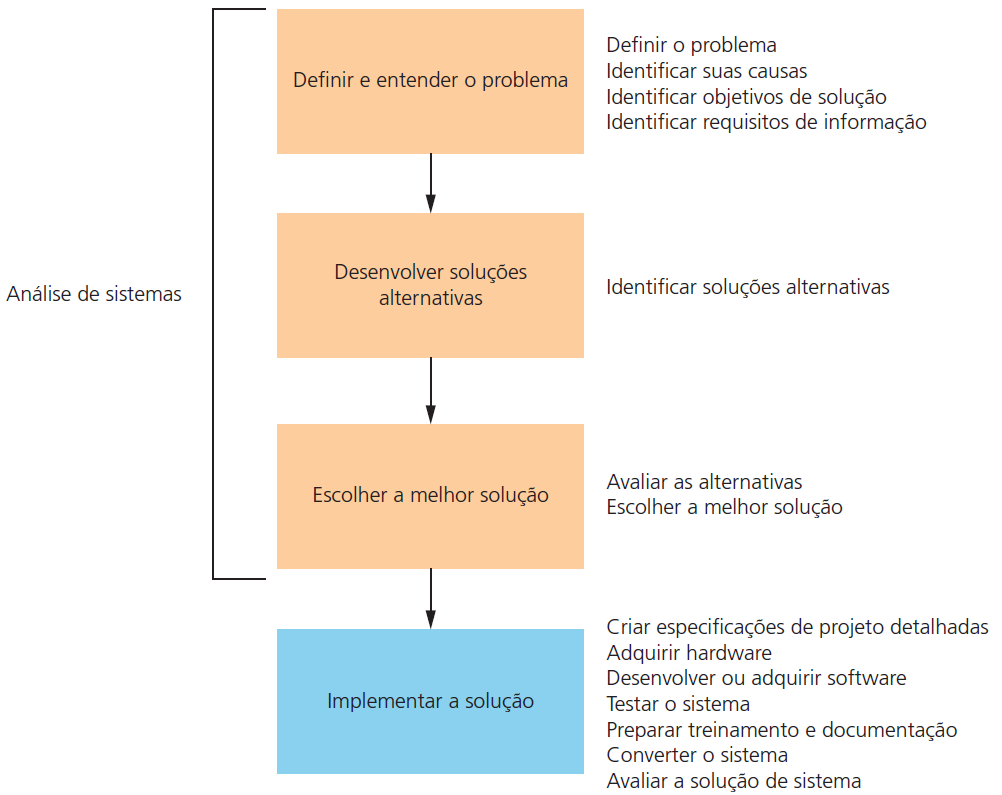 Análise de sistemas
Definir e entender o problema
Definir o problema
Identificar suas causas
Identificar objetivos de solução
Identificar requisitos de informação
Desenvolver soluções
alternativas
Identificar soluções alternativas
Escolher a melhor solução
Avaliar as alternativas
Escolher a melhor solução
Implementar a solução
Criar especificações de projeto detalhadas
Adquirir hardware
Desenvolver ou adquirir software
Testar o sistema
Preparar treinamento e documentação
Converter o sistema
Avaliar a solução de sistema